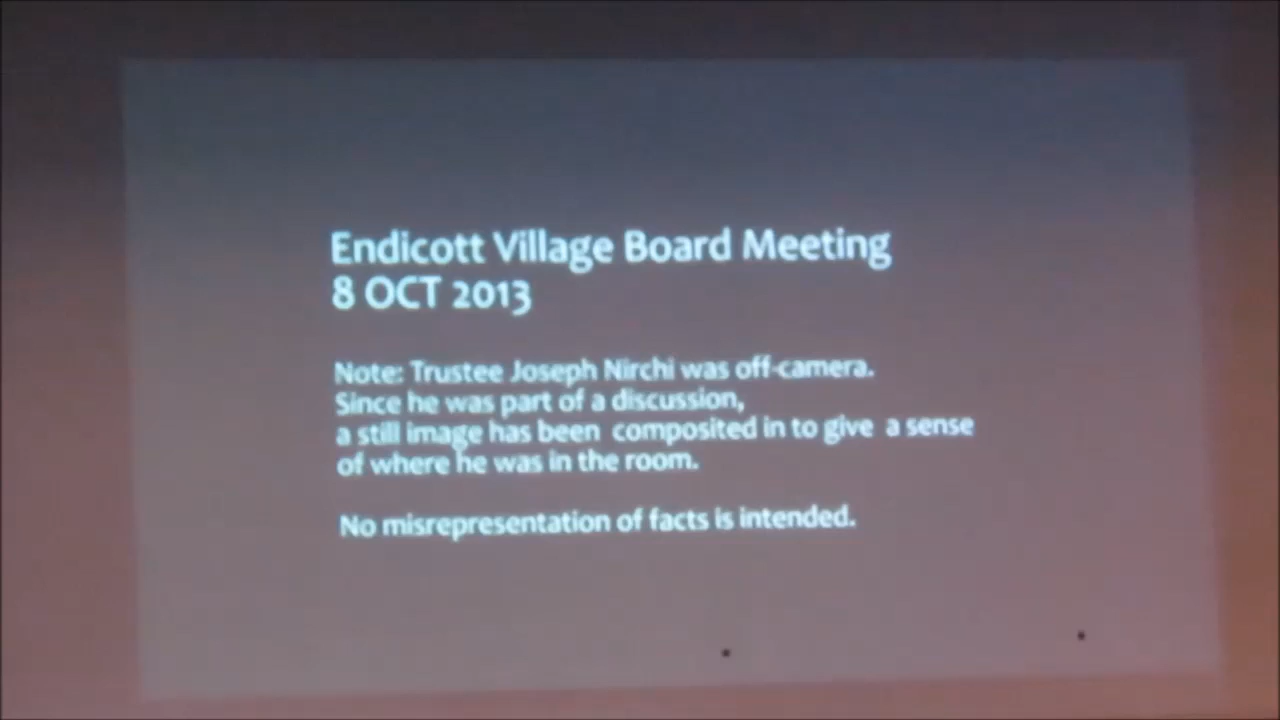 Endicott Village Board Meeting
8 OCT 2013
Note: Trustee Joseph Nirchi was off-camera.
Since he was part of a discussion,
a still image has been composited in to give a sense
of where he was in the room.
No misrepresentation of facts is intended.